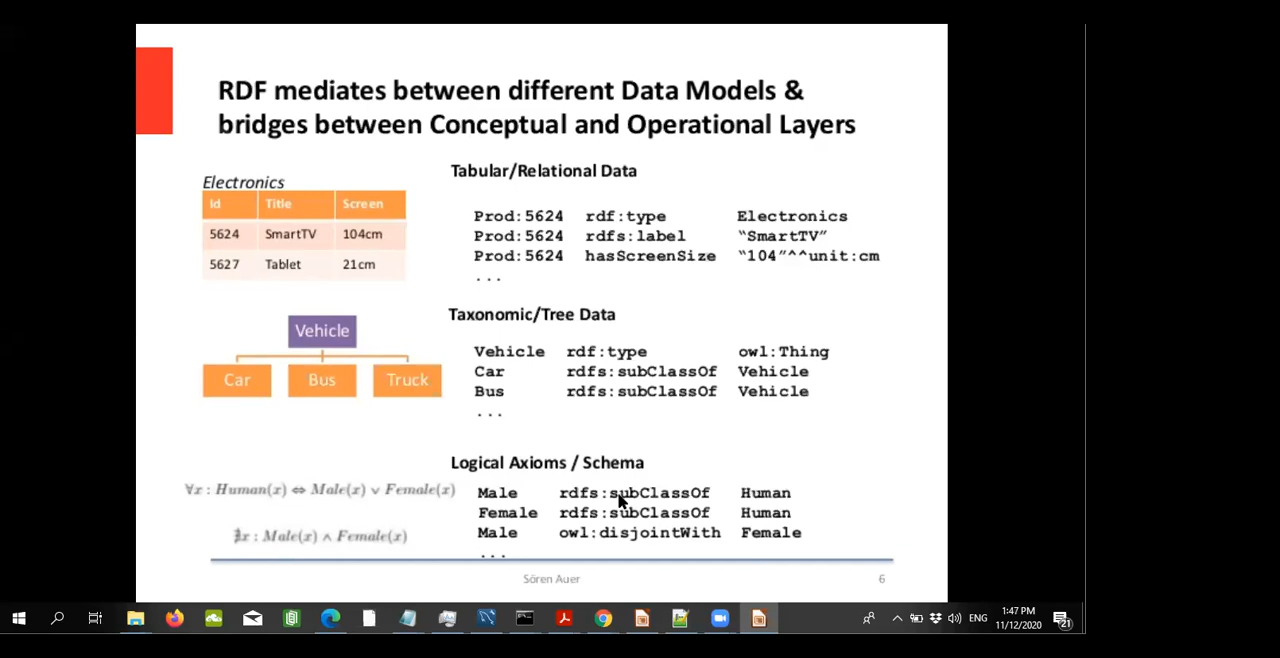 RDF mediates between different Data Models &
bridges between Conceptual and Operational Layers
Electronics
Id Title Screen
5624 SmartTV 104cm
5627 Tablet 21cm
Tabular/Relational Data
Prod:5624 rdf:type Electronics
Prod:5624 rdfs:label “SmartTV”
Prod:5624 hasScreenSize “104”^^unit:cm
...
Vehicle
Car Bus Truck
Taxonomic/Tree Data
Vehicle rdf:type owl:Thing
Car rdfs:subClassOf Vehicle
Bus rdfs:subClassOf Vehicle
...
∀x : Human(x) ⇔ Male(x) ∨ Female(x)
∄x : Male(x) ∧ Female(x)
Logical Axioms / Schema
Male rdfs:subClassOf Human
Female rdfs:subClassOf Human
Male owl:disjointWith Female
...
Sören Auer 6
ENG
1:47 PM
11/12/2020
21